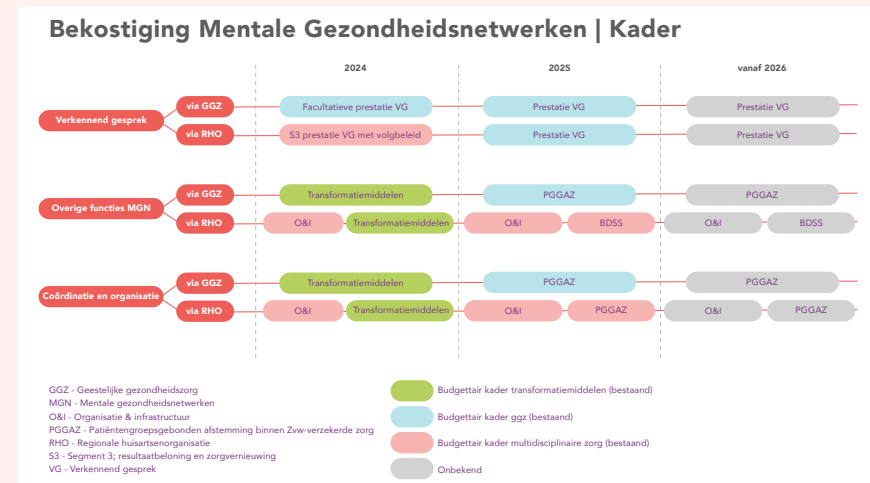 Bekostiging Mentale Gezondheidsnetwerken | Kader
2024 2025 vanaf 2026
Verkennend gesprek
via GGZ Facultatieve prestatie VG Prestatie VG Prestatie VG
via RHO S3 prestatie VG met volgbeleid Prestatie VG Prestatie VG
Overige functies MGN
via GGZ Transformatiemiddelen PGGAZ PGGAZ
via RHO O&I Transformatiemiddelen O&I BDSS O&I BDSS
Coördinatie en organisatie
via GGZ Transformatiemiddelen PGGAZ PGGAZ
via RHO O&I Transformatiemiddelen O&I PGGAZ O&I PGGAZ
GGZ - Geestelijke gezondheidszorg
MGN - Mentale gezondheidsnetwerken
O&I - Organisatie & infrastructuur
PGGAZ - Patiëntengroepsgebonden afstemming binnen Zvw-verzekerde zorg
RHO - Regionale huisartsenorganisatie
S3 - Segment 3; resultaatbeloning en zorgvernieuwing
VG - Verkennend gesprek
Budgettair kader transformatiemiddelen (bestaand)
Budgettair kader ggz (bestaand)
Budgettair kader multidisciplinaire zorg (bestaand)
Onbekend